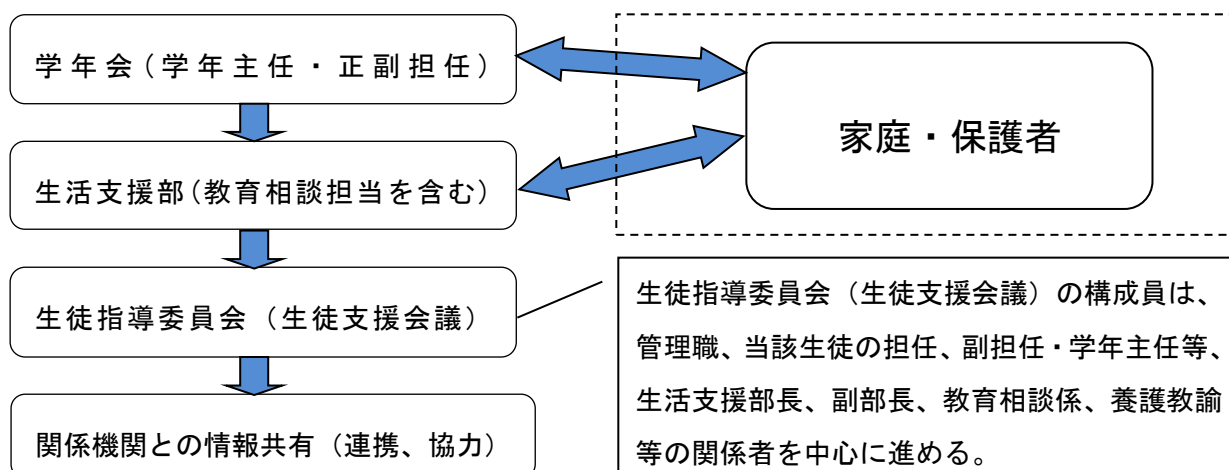 学年会(学年主任・正副担任)
家庭・保護者
生活支援部(教育相談担当を含む)
生徒指導委員会（生徒支援会議）
生徒指導委員会（生徒支援会議）の構成員は、
管理職、当該生徒の担任、副担任・学年主任等、
生活支援部長、副部長、教育相談係、養護教諭
等の関係者を中心に進める。
関係機関との情報共有（連携、協力）